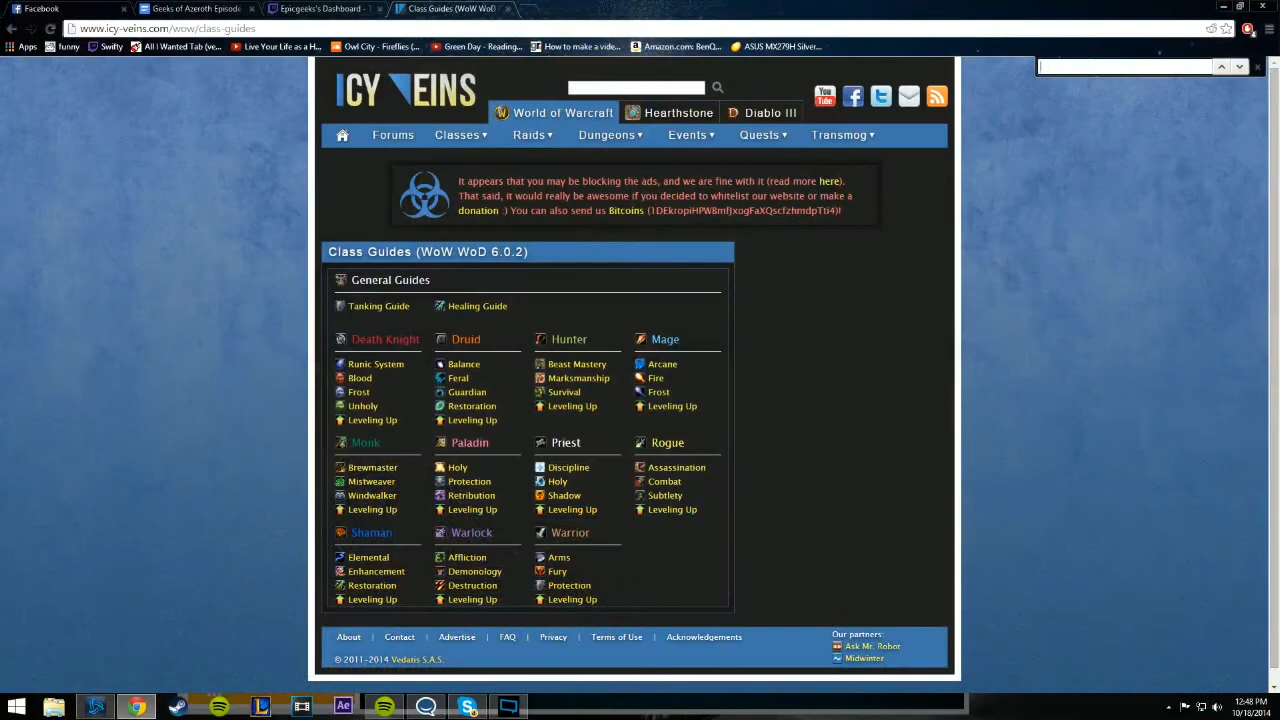 Facebook
Geeks of Azeroth Episode
Epicgeeks's Dashboard - T
Class Guides (WoW WoD
www.icy-veins.com/wow/class-guides
Apps
funny
Swifty
All I Wanted Tab (ve...
Live Your Life as a H...
Owl City - Fireflies (...
Green Day - Reading...
How to make a vide...
Amazon.com: BenQ...
ASUS MX279H Silver...
ICY VEINS
World of Warcraft
Hearthstone
Diablo III
You Tube
Forums
Classes
Raids
Dungeons
Events
Quests
Transmog
It appears that you may be blocking the ads, and we are fine with it (read more here).
That said, it would really be awesome if you decided to whitelist our website or make a
donation :) You can also send us Bitcoins
Class Guides (WoW WoD 6.0.2)
General Guides
Tanking Guide
Healing Guide
Death Knight
Druid
Hunter
Mage
Runic System
Balance
Beast Mastery
Arcane
Blood
Feral
Marksmanship
Fire
Frost
Guardian
Survival
Frost
Unholy
Restoration
Leveling Up
Leveling Up
Leveling Up
Leveling Up
Monk
Paladin
Priest
Rogue
Brewmaster
Holy
Discipline
Assassination
Mistweaver
Protection
Holy
Combat
Windwalker
Retribution
Shadow
Subtlety
Leveling Up
Leveling Up
Leveling Up
Leveling Up
Shaman
Warlock
Warrior
Elemental
Affliction
Arms
Enhancement
Demonology
Fury
Restoration
Destruction
Protection
Leveling Up
Leveling Up
Leveling Up
About | Contact | Advertise | FAQ | Privacy | Terms of Use | Acknowledgements
Our partners:
Ask Mr. Robot
Midwinter
© 2011-2014 Vedatis S.A.S.
Ae
12:48 PM
10/18/2014